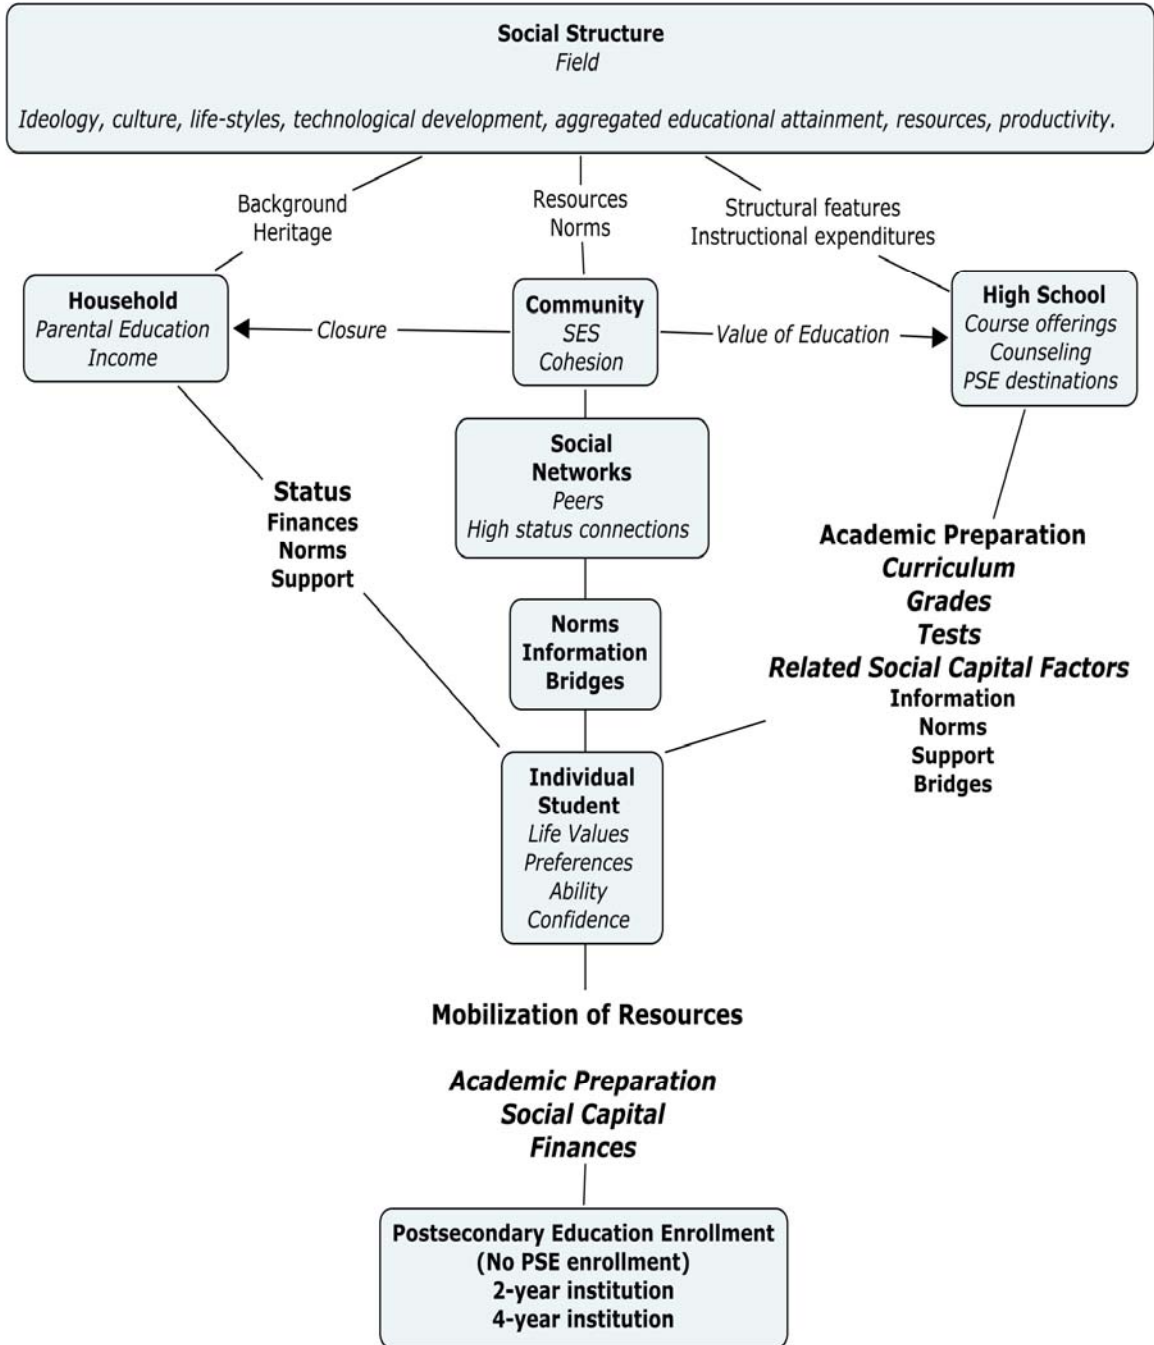 Social Structure
Field
Ideology, culture, life-styles, technological development, aggregated educational attainment, resources, productivity.
Background
Heritage
Resources
Norms
Structural features
Instructional expenditures
Household
Parental Education
Income
Closure
Community
SES
Cohesion
Value of Education
High School
Course offerings
Counseling
PSE destinations
Social
Networks
Peers
High status connections
Status
Finances
Norms
Support
Academic Preparation
Curriculum
Grades
Tests
Related Social Capital Factors
Information
Norms
Support
Bridges
Norms
Information
Bridges
Individual
Student
Life Values
Preferences
Ability
Confidence
Mobilization of Resources
Academic Preparation
Social Capital
Finances
Postsecondary Education Enrollment
(No PSE enrollment)
2-year institution
4-year institution